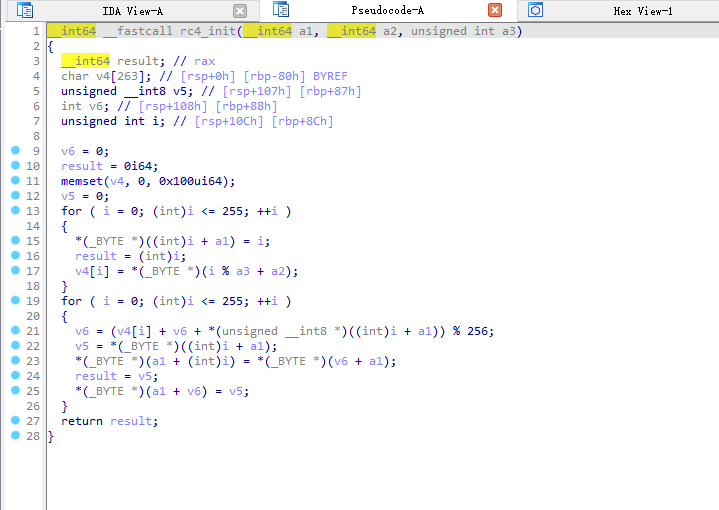 IDA View-A Pseudocode-A Hex View-1
1 __int64 __fastcall rc4_init(__int64 a1, __int64 a2, unsigned int a3)
2 {
3 __int64 result; // rax
4 char v4[263]; // [rsp+0h] [rbp-80h] BYREF
5 unsigned __int8 v5; // [rsp+107h] [rbp+87h]
6 int v6; // [rsp+108h] [rbp+88h]
7 unsigned int i; // [rsp+10Ch] [rbp+8Ch]
8
9 v6 = 0;
10 result = 0i64;
11 memset(v4, 0, 0x100ui64);
12 v5 = 0;
13 for ( i = 0; (int)i <= 255; ++i )
14 {
15 *(_BYTE *)((int)i + a1) = i;
16 result = (int)i;
17 v4[i] = *(_BYTE *)(i % a3 + a2);
18 }
19 for ( i = 0; (int)i <= 255; ++i )
20 {
21 v6 = (v4[i] + v6 + *(unsigned __int8 *)((int)i + a1)) % 256;
22 v5 = *(_BYTE *)((int)i + a1);
23 *(_BYTE *)(a1 + (int)i) = *(_BYTE *)(v6 + a1);
24 result = v5;
25 *(_BYTE *)(a1 + v6) = v5;
26 }
27 return result;
28 }